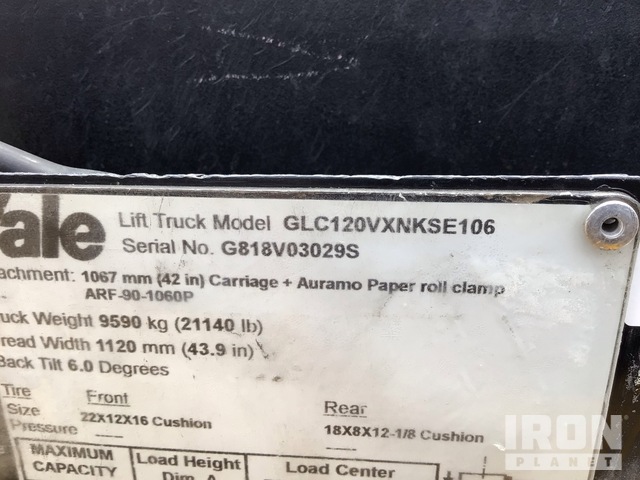 Yale Lift Truck Model GLC120VXNKSE106
Serial No. G818V03029S
achment: 1067 mm (42 in) Carriage + Auramo Paper roll clamp
ARF-90-1060P
uck Weight 9590 kg (21140 lb)
read Width 1120 mm (43.9 in)
Back Tilt 6.0 Degrees
Tire Front Rear
Size 22X12X16 Cushion 18X8X12-1/8 Cushion
Pressure
MAXIMUM Load Height Load Center
CAPACITY Dim. A
IRON
PLANET